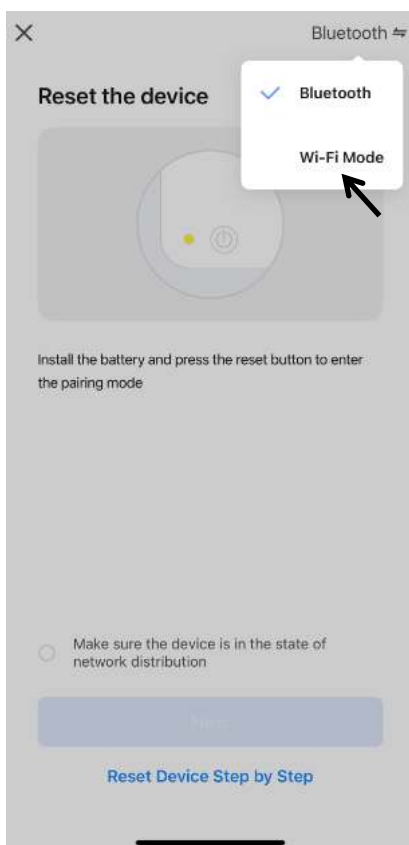 Bluetooth
Reset the device
Bluetooth
Wi-Fi Mode
Install the battery and press the reset button to enter
the pairing mode
Make sure the device is in the state of
network distribution
Next
Reset Device Step by Step